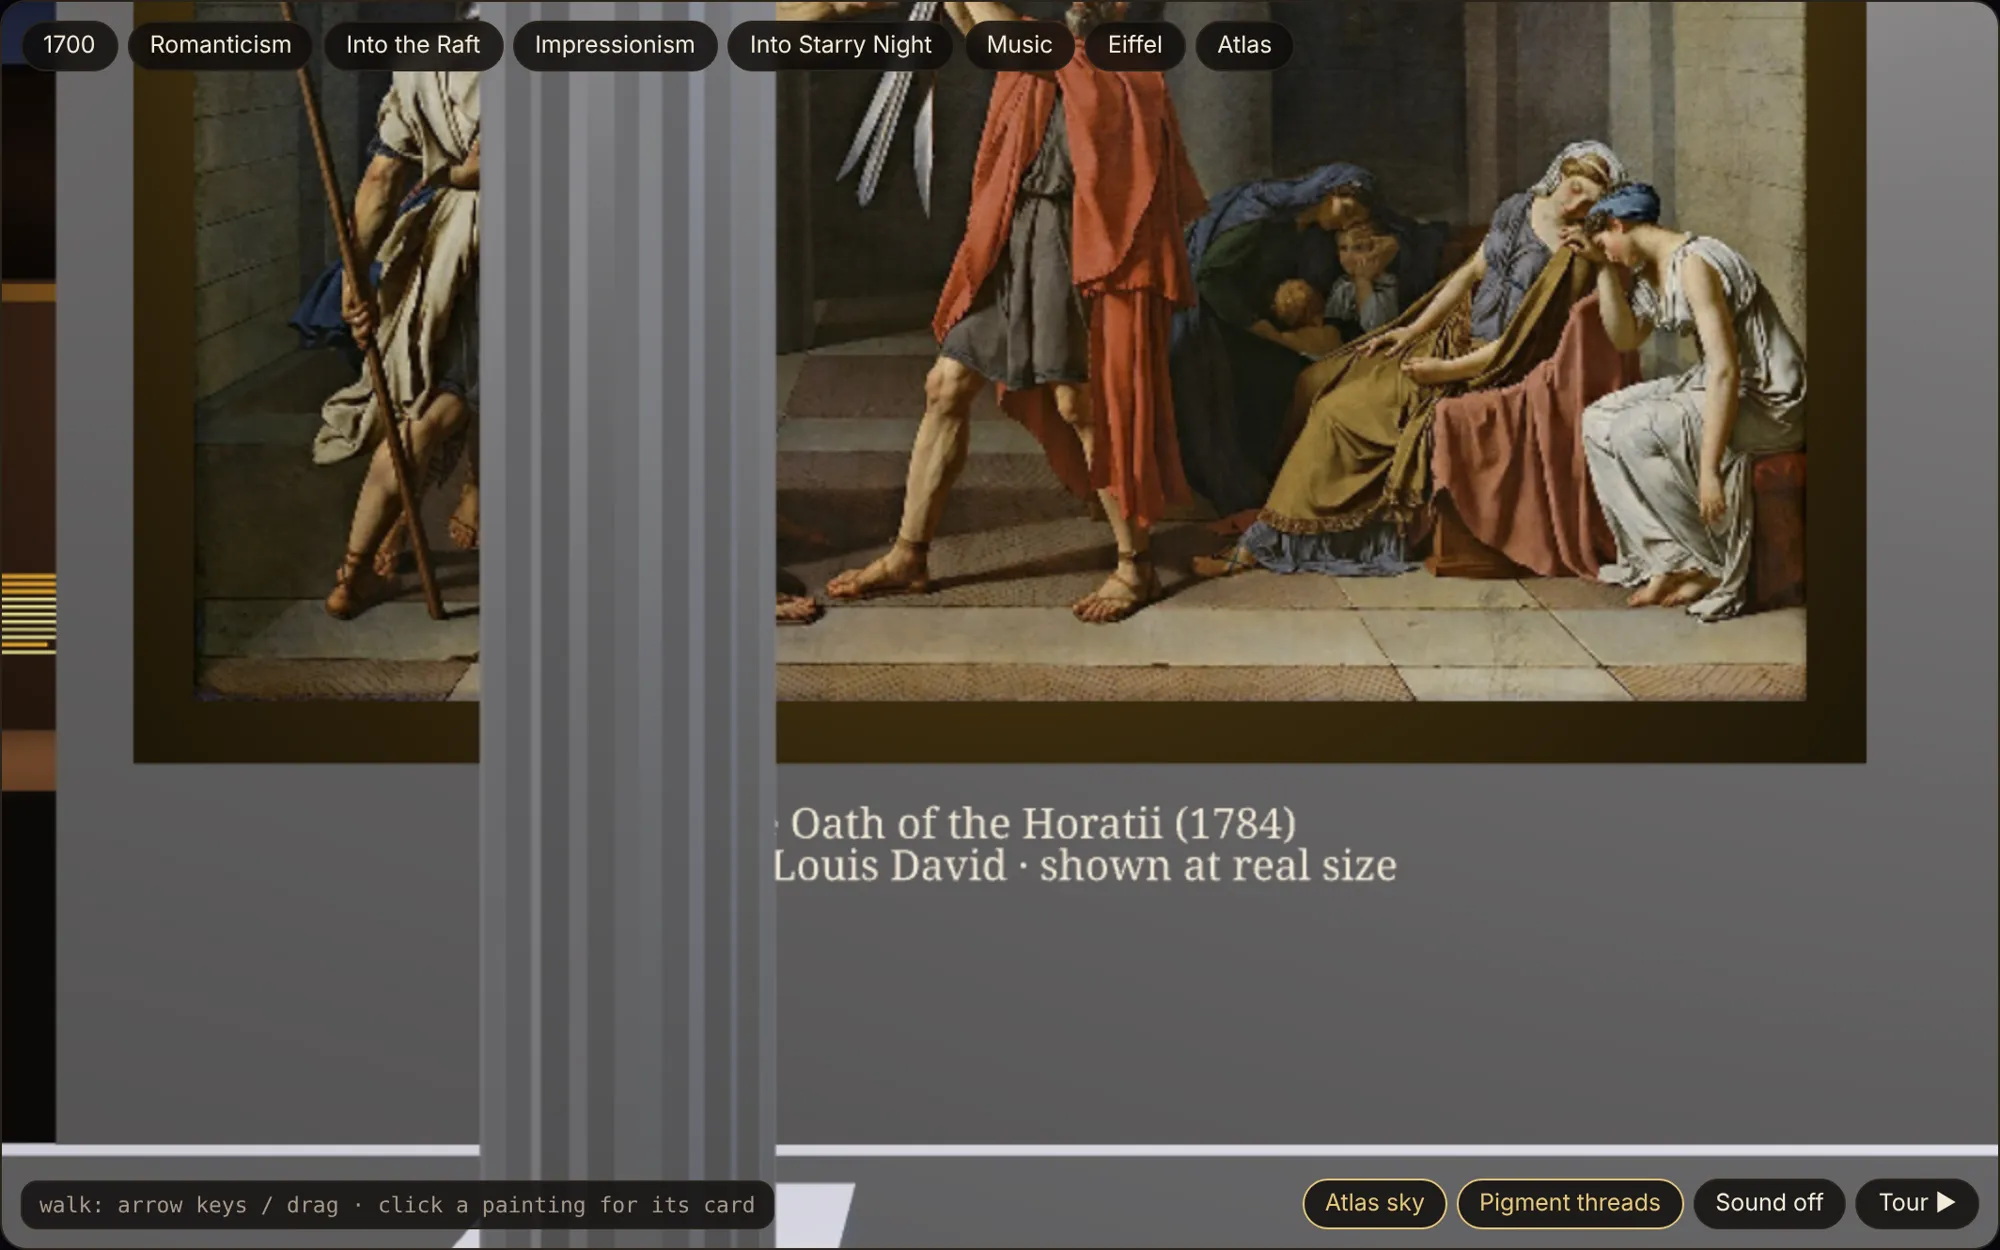 1700 Romanticism Into the Raft Impressionism Into Starry Night Music Eiffel Atlas
Oath of the Horatii (1784)
Louis David · shown at real size
walk: arrow keys / drag · click a painting for its card
Atlas sky Pigment threads Sound off Tour ▶